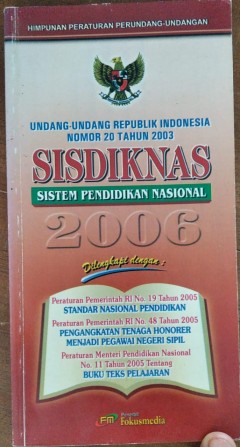 HIMPUNAN PERATURAN PERUNDANG-UNDANGAN
UNDANG-UNDANG REPUBLIK INDONESIA
NOMOR 20 TAHUN 2003
SISDIKNAS
SISTEM PENDIDIKAN NASIONAL
2006
Dilengkapi dengan :
Peraturan Pemerintah RI No. 19 Tahun 2005
STANDAR NASIONAL PENDIDIKAN
Peraturan Pemerintah RI No. 48 Tahun 2005
PENGANGKATAN TENAGA HONORER
MENJADI PEGAWAI NEGERI SIPIL
Peraturan Menteri Pendidikan Nasional
No. 11 Tahun 2005 Tentang
BUKU TEKS PELAJARAN
FM
Penerbit
Fokusmedia